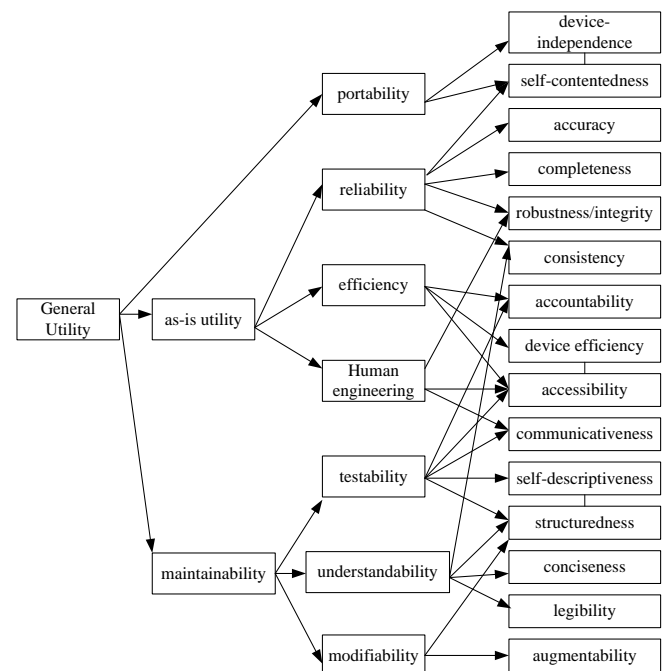 General
Utility
portability
as-is utility
maintainability
reliability
efficiency
Human
engineering
testability
understandability
modifiability
device-
independence
self-contentedness
accuracy
completeness
robustness/integrity
consistency
accountability
device efficiency
accessibility
communicativeness
self-descriptiveness
structuredness
conciseness
legibility
augmentability